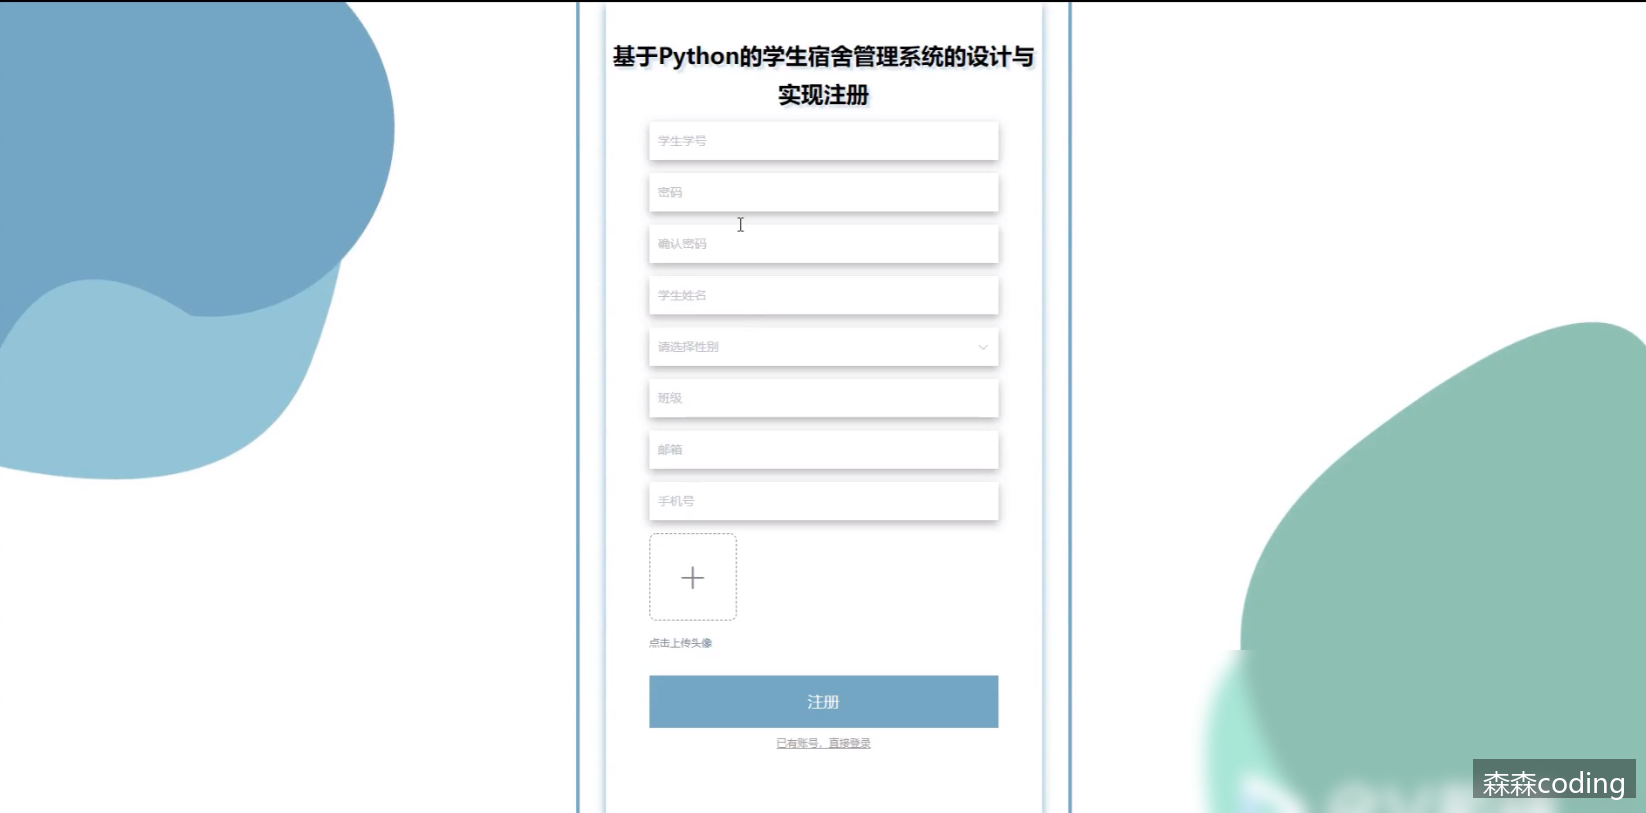 基于Python的学生宿舍管理系统的设计与
实现注册
学生学号
密码
确认密码
学生姓名
请选择性别
班级
邮箱
手机号
点击上传头像
注册
已有账号，直接登录
森森coding